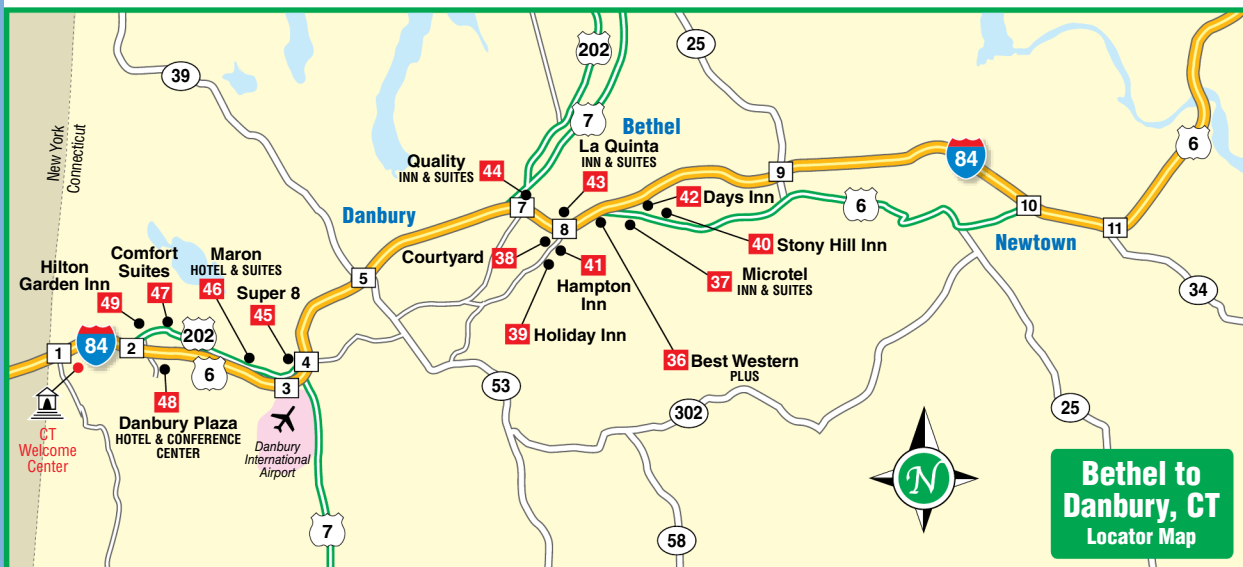 202
25
39
7
6
New York
Connecticut
Bethel
La Quinta
INN & SUITES
43
Quality
INN & SUITES
44
84
9
42 Days Inn
7
8
6
10
11
Danbury
Courtyard 38
41
Hampton
Inn
40 Stony Hill Inn
Newtown
37 Microtel
INN & SUITES
39 Holiday Inn
36 Best Western
PLUS
34
5
Hilton
Garden Inn
49
Comfort
Suites
47
Maron
HOTEL & SUITES
46
Super 8
45
202
1
84
2
6
4
3
48
Danbury Plaza
HOTEL & CONFERENCE
CENTER
CT
Welcome
Center
Danbury
International
Airport
53
302
25
7
58
N
Bethel to
Danbury, CT
Locator Map